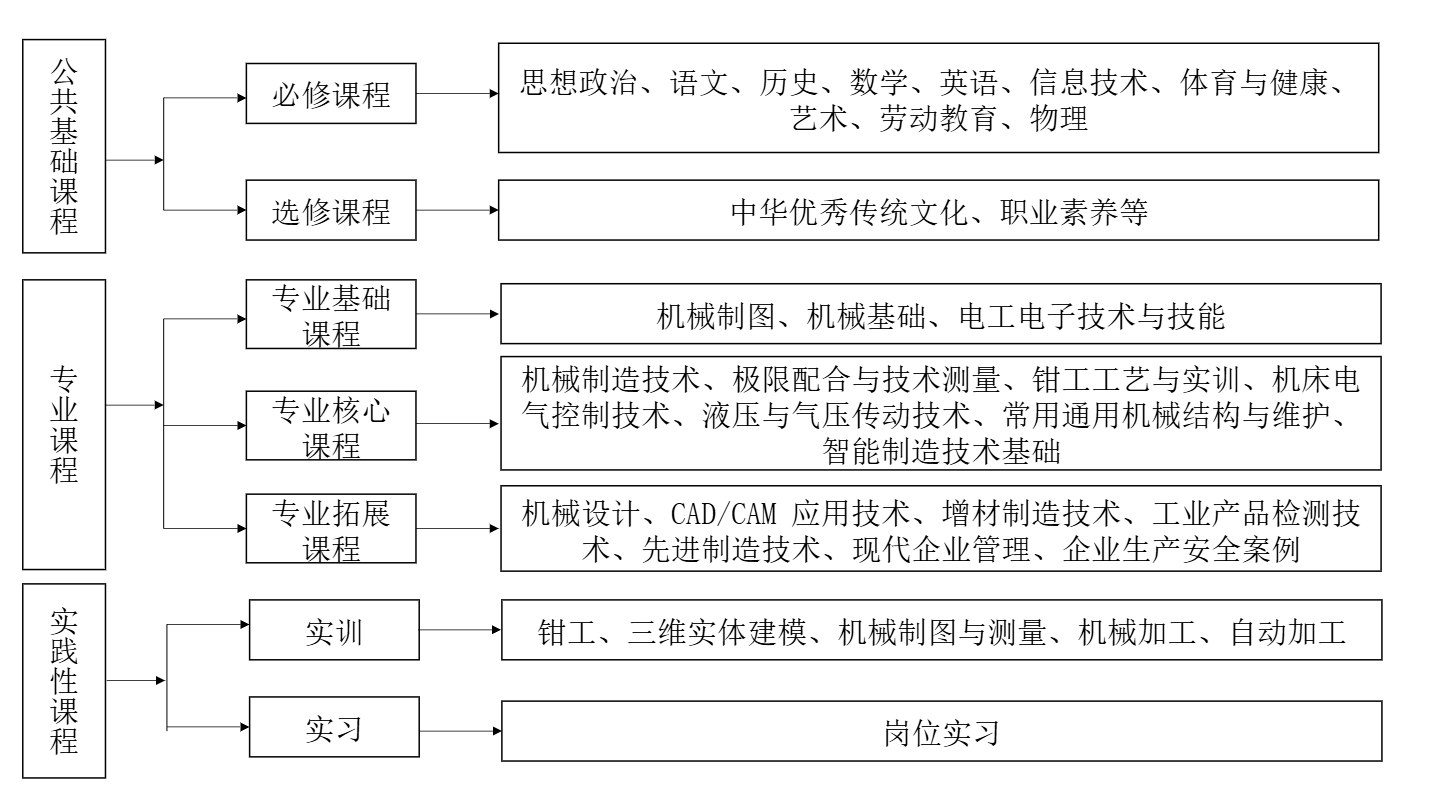 公共基础课程
必修课程
思想政治、语文、历史、数学、英语、信息技术、体育与健康、
艺术、劳动教育、物理
选修课程
中华优秀传统文化、职业素养等
专业课程
专业基础
课程
机械制图、机械基础、电工电子技术与技能
专业核心
课程
机械制造技术、极限配合与技术测量、钳工工艺与实训、机床电
气控制技术、液压与气压传动技术、常用通用机械结构与维护、
智能制造技术基础
专业拓展
课程
机械设计、CAD/CAM 应用技术、增材制造技术、工业产品检测技
术、先进制造技术、现代企业管理、企业生产安全案例
实践性课程
实训
钳工、三维实体建模、机械制图与测量、机械加工、自动加工
实习
岗位实习